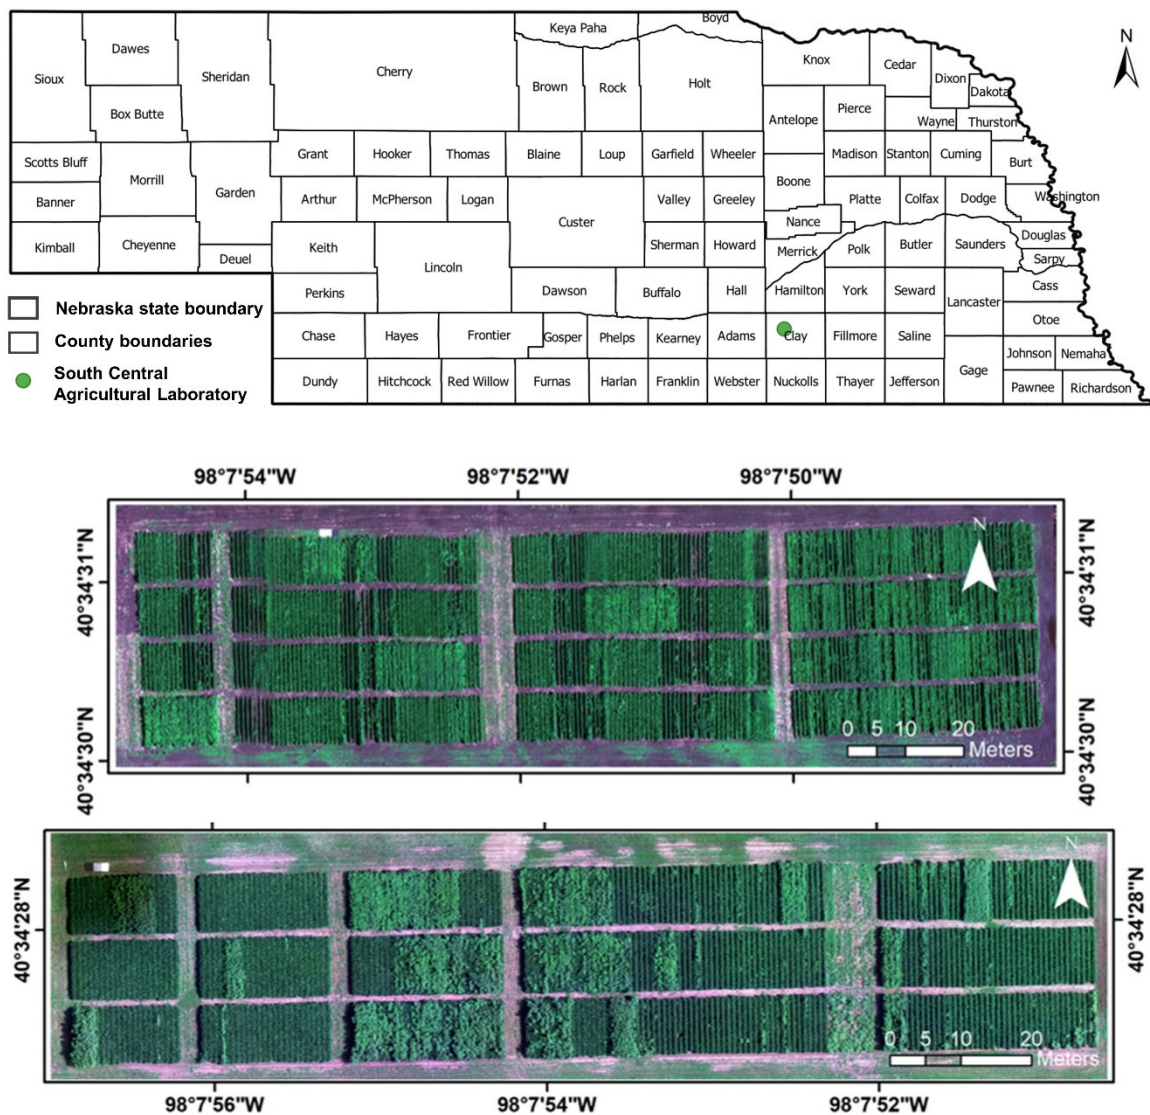 Boyd
Keya Paha
Dawes
Sioux
Sheridan
Cherry
Brown
Rock
Holt
Knox
Cedar
Dixon
Dakota
N
Box Butte
Antelope
Pierce
Wayne
Thurston
Scotts Bluff
Morrill
Garden
Grant
Hooker
Thomas
Blaine
Loup
Garfield
Wheeler
Boone
Madison
Stanton
Cuming
Burt
Banner
Arthur
McPherson
Logan
Custer
Valley
Greeley
Nance
Platte
Colfax
Dodge
Washington
Kimball
Cheyenne
Deuel
Keith
Lincoln
Sherman
Howard
Merrick
Polk
Butler
Saunders
Douglas
Sarpy
Perkins
Dawson
Buffalo
Hall
Hamilton
York
Seward
Lancaster
Cass
Otoe
Chase
Hayes
Frontier
Gosper
Phelps
Kearney
Adams
Clay
Fillmore
Saline
Gage
Johnson
Nemaha
Dundy
Hitchcock
Red Willow
Furnas
Harlan
Franklin
Webster
Nuckolls
Thayer
Jefferson
Pawnee
Richardson
Nebraska state boundary
County boundaries
South Central
Agricultural Laboratory
98°7'54"W 98°7'52"W 98°7'50"W
40°34'31"N
40°34'31"N
N
40°34'30"N
40°34'30"N
0 5 10 20
Meters
40°34'28"N
40°34'28"N
N
0 5 10 20
Meters
98°7'56"W 98°7'54"W 98°7'52"W